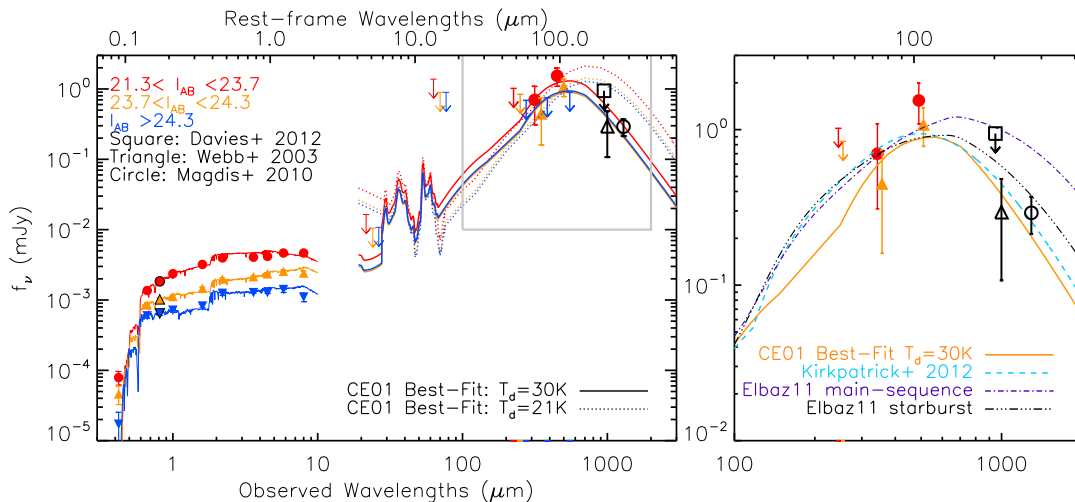 Rest-frame Wavelengths (μm)
0.1 1.0 10.0 100.0
100.0
21.3< I_AB <23.7
23.7<I_AB <24.3
I_AB >24.3
Square: Davies+ 2012
Triangle: Webb+ 2003
Circle: Magdis+ 2010
f_ν (mJy)
10^1
10^0
10^-1
10^-2
10^-3
10^-4
10^-5
CE01 Best-Fit: T_d=30K
CE01 Best-Fit: T_d=21K
1 10 100 1000
Observed Wavelengths (μm)
10^0
10^-1
10^-2
CE01 Best-Fit T_d=30K
Kirkpatrick+ 2012
Elbaz11 main-sequence
Elbaz11 starburst
100 1000